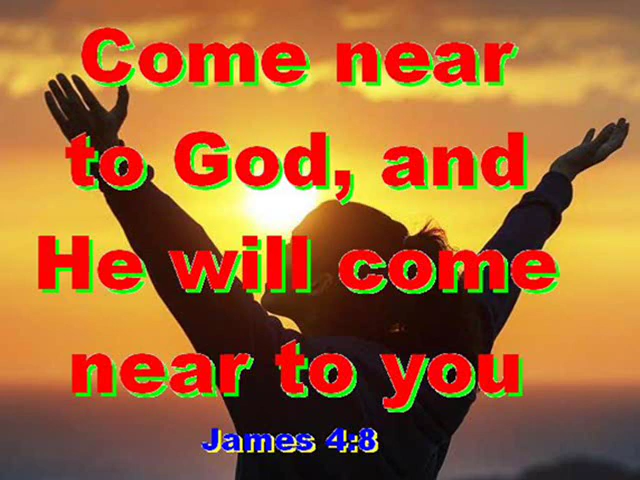 Come near
to God, and
He will come
near to you
James 4:8